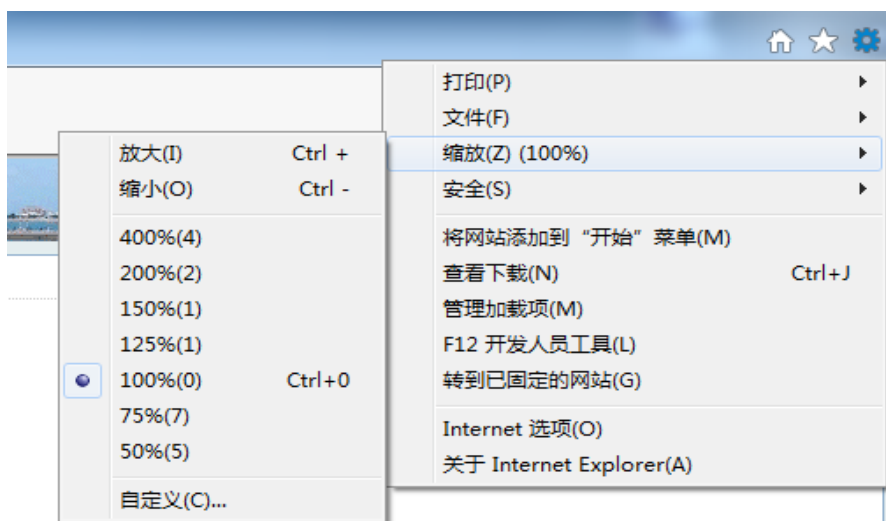 打印(P)
文件(F)
缩放(Z) (100%)
安全(S)
将网站添加到“开始”菜单(M)
查看下载(N) Ctrl+J
管理加载项(M)
F12 开发人员工具(L)
转到已固定的网站(G)
Internet 选项(O)
关于 Internet Explorer(A)
放大(I) Ctrl +
缩小(O) Ctrl -
400%(4)
200%(2)
150%(1)
125%(1)
100%(0) Ctrl+0
75%(7)
50%(5)
自定义(C)...